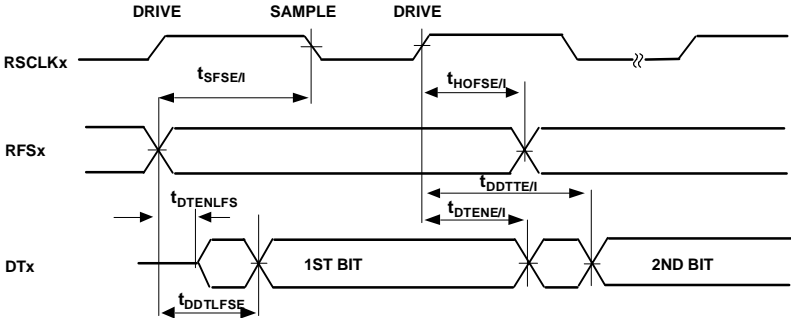 DRIVE SAMPLE DRIVE
RSCLKx
tSFSE/I
tHOFSE/I
RFSx
tDDTTE/I
tDTENLFS
tDTENE/I
DTx
1ST BIT
2ND BIT
tDDTLFSE